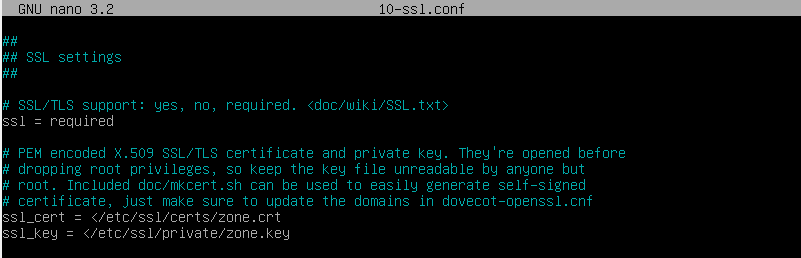 GNU nano 3.2 10-ssl.conf
##
## SSL settings
##
# SSL/TLS support: yes, no, required. <doc/wiki/SSL.txt>
ssl = required
# PEM encoded X.509 SSL/TLS certificate and private key. They're opened before
# dropping root privileges, so keep the key file unreadable by anyone but
# root. Included doc/mkcert.sh can be used to easily generate self-signed
# certificate, just make sure to update the domains in dovecot-openssl.cnf
ssl_cert = </etc/ssl/certs/zone.crt
ssl_key = </etc/ssl/private/zone.key